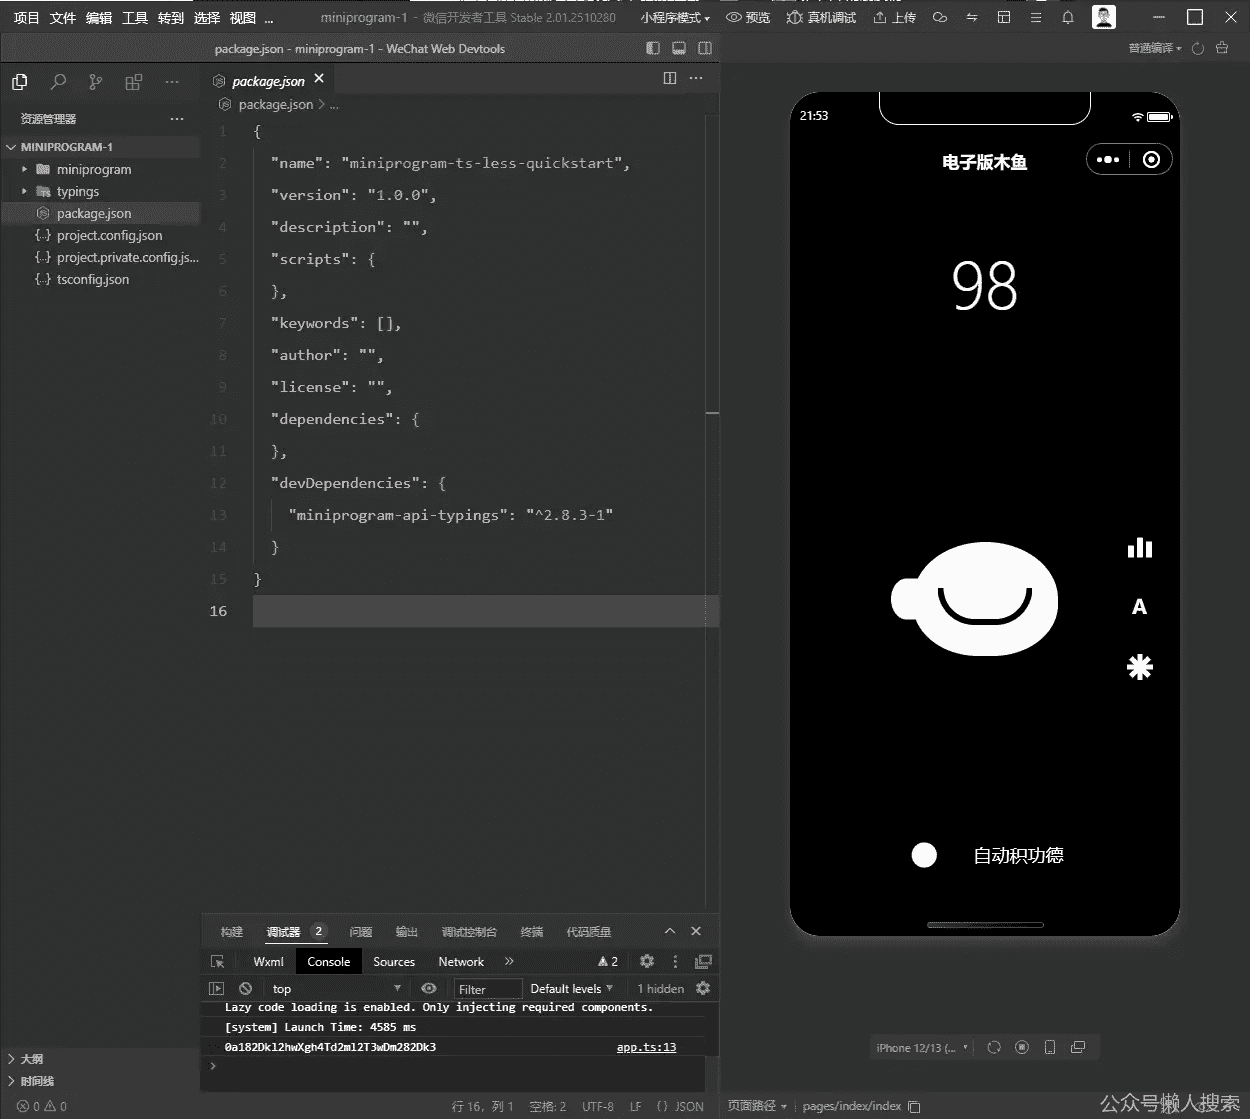 项目 文件 编辑 工具 转到 选择 视图 ... miniprogram-1 - 微信开发者工具 Stable 2.01.2510280 小程序模式 预览 真机调试 上传
package.json - miniprogram-1 - WeChat Web Devtools
普通编译
package.json
资源管理器 ...
package.json > ...
MINIPROGRAM-1
miniprogram
typings
package.json
project.config.json
project.private.config.js...
tsconfig.json
1 {
2 "name": "miniprogram-ts-less-quickstart",
3 "version": "1.0.0",
4 "description": "",
5 "scripts": {
6 },
7 "keywords": [],
8 "author": "",
9 "license": "",
10 "dependencies": {
11 },
12 "devDependencies": {
13 "miniprogram-api-typings": "^2.8.3-1"
14 }
15 }
16
21:53
电子版木鱼
98
A
自动积功德
构建 调试器 2 问题 输出 调试控制台 终端 代码质量
Wxml Console Sources Network » 2
top Filter Default levels 1 hidden
Lazy code loading is enabled. Only injecting required components.
[system] Launch Time: 4585 ms
0a182Dkl2hwXgh4Td2ml2T3wDm282Dk3 app.ts:13
>
iPhone 12/13 (...
大纲
时间线
0 0 行 16，列 1 空格: 2 UTF-8 LF {} JSON
页面路径 pages/index/index
公众号懒人搜索